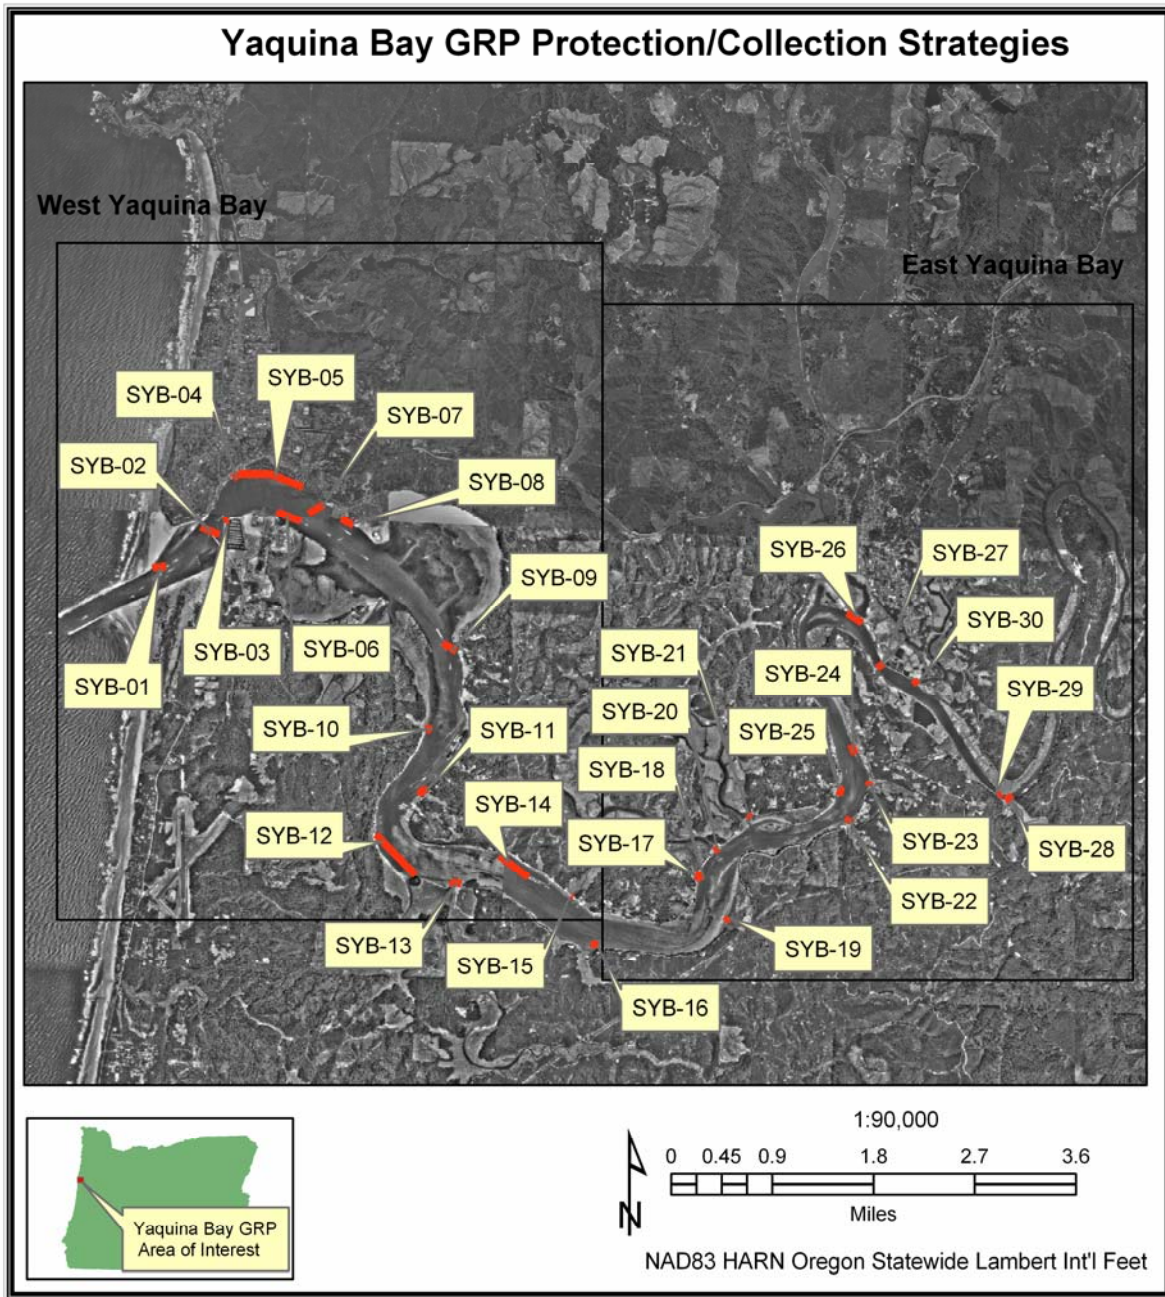 Yaquina Bay GRP Protection/Collection Strategies
West Yaquina Bay
East Yaquina Bay
SYB-05
SYB-04
SYB-07
SYB-02
SYB-08
SYB-26
SYB-27
SYB-09
SYB-30
SYB-03
SYB-06
SYB-21
SYB-24
SYB-01
SYB-29
SYB-20
SYB-10
SYB-11
SYB-25
SYB-18
SYB-14
SYB-12
SYB-17
SYB-23
SYB-28
SYB-22
SYB-13
SYB-19
SYB-15
SYB-16
1:90,000
0 0.45 0.9 1.8 2.7 3.6
Miles
N
Yaquina Bay GRP
Area of Interest
NAD83 HARN Oregon Statewide Lambert Int'l Feet